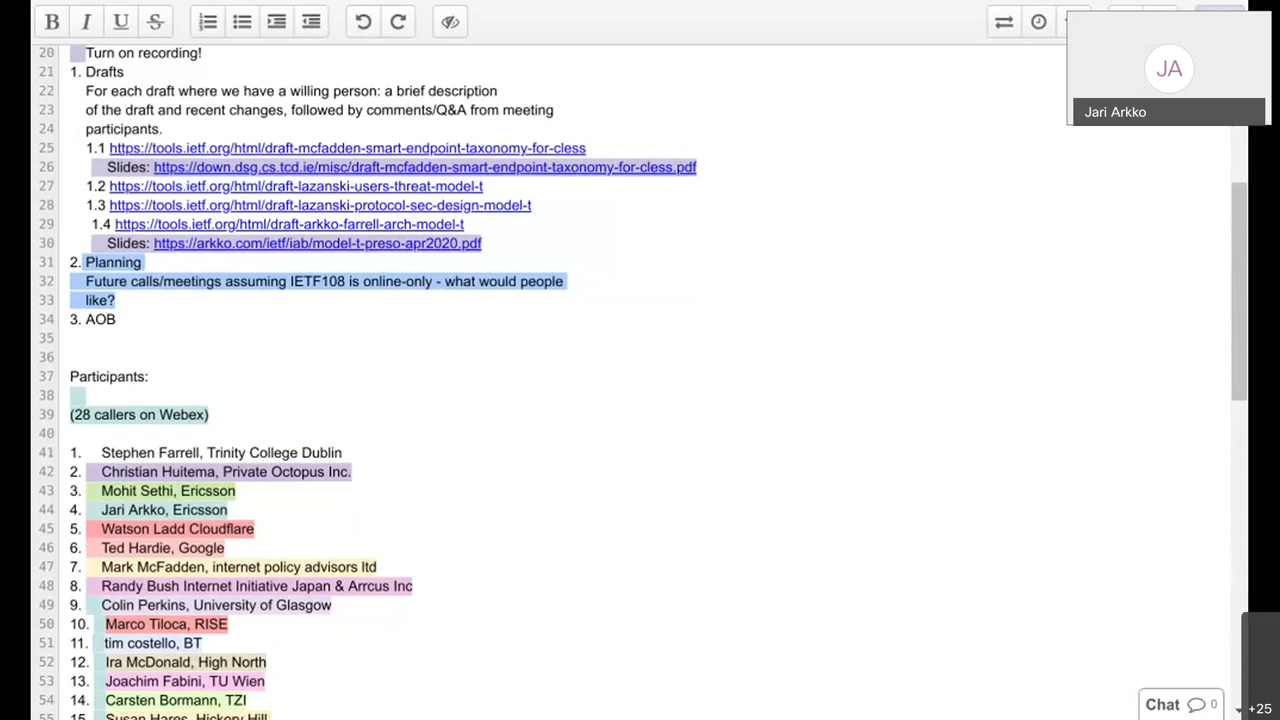 B I U S
JA
Jari Arkko
20 Turn on recording!
21 1. Drafts
22 For each draft where we have a willing person: a brief description
23 of the draft and recent changes, followed by comments/Q&A from meeting
24 participants.
25 1.1 https://tools.ietf.org/html/draft-mcfadden-smart-endpoint-taxonomy-for-cless
26 Slides: https://down.dsg.cs.tcd.ie/misc/draft-mcfadden-smart-endpoint-taxonomy-for-cless.pdf
27 1.2 https://tools.ietf.org/html/draft-lazanski-users-threat-model-t
28 1.3 https://tools.ietf.org/html/draft-lazanski-protocol-sec-design-model-t
29 1.4 https://tools.ietf.org/html/draft-arkko-farrell-arch-model-t
30 Slides: https://arkko.com/ietf/iab/model-t-preso-apr2020.pdf
31 2. Planning
32 Future calls/meetings assuming IETF108 is online-only - what would people
33 like?
34 3. AOB
35
36
37 Participants:
38
39 (28 callers on Webex)
40
41 1. Stephen Farrell, Trinity College Dublin
42 2. Christian Huitema, Private Octopus Inc.
43 3. Mohit Sethi, Ericsson
44 4. Jari Arkko, Ericsson
45 5. Watson Ladd Cloudflare
46 6. Ted Hardie, Google
47 7. Mark McFadden, internet policy advisors ltd
48 8. Randy Bush Internet Initiative Japan & Arrcus Inc
49 9. Colin Perkins, University of Glasgow
50 10. Marco Tiloca, RISE
51 11. tim costello, BT
52 12. Ira McDonald, High North
53 13. Joachim Fabini, TU Wien
54 14. Carsten Bormann, TZI
55 15. Susan Hares, Hickory Hill
Chat 0
+25